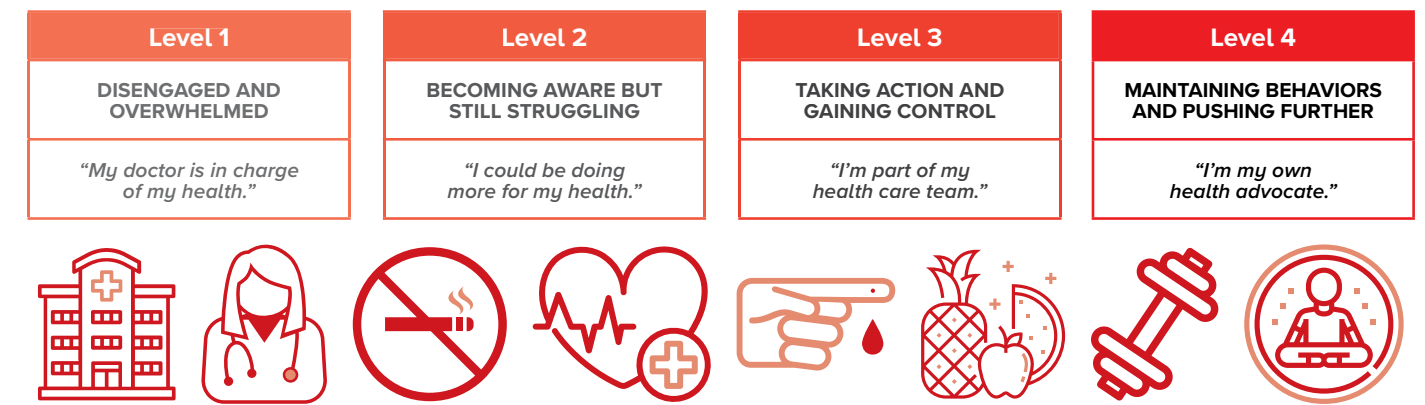 Level 1
DISENGAGED AND
OVERWHELMED
“My doctor is in charge
of my health.”
Level 2
BECOMING AWARE BUT
STILL STRUGGLING
“I could be doing
more for my health.”
Level 3
TAKING ACTION AND
GAINING CONTROL
“I’m part of my
health care team.”
Level 4
MAINTAINING BEHAVIORS
AND PUSHING FURTHER
“I’m my own
health advocate.”